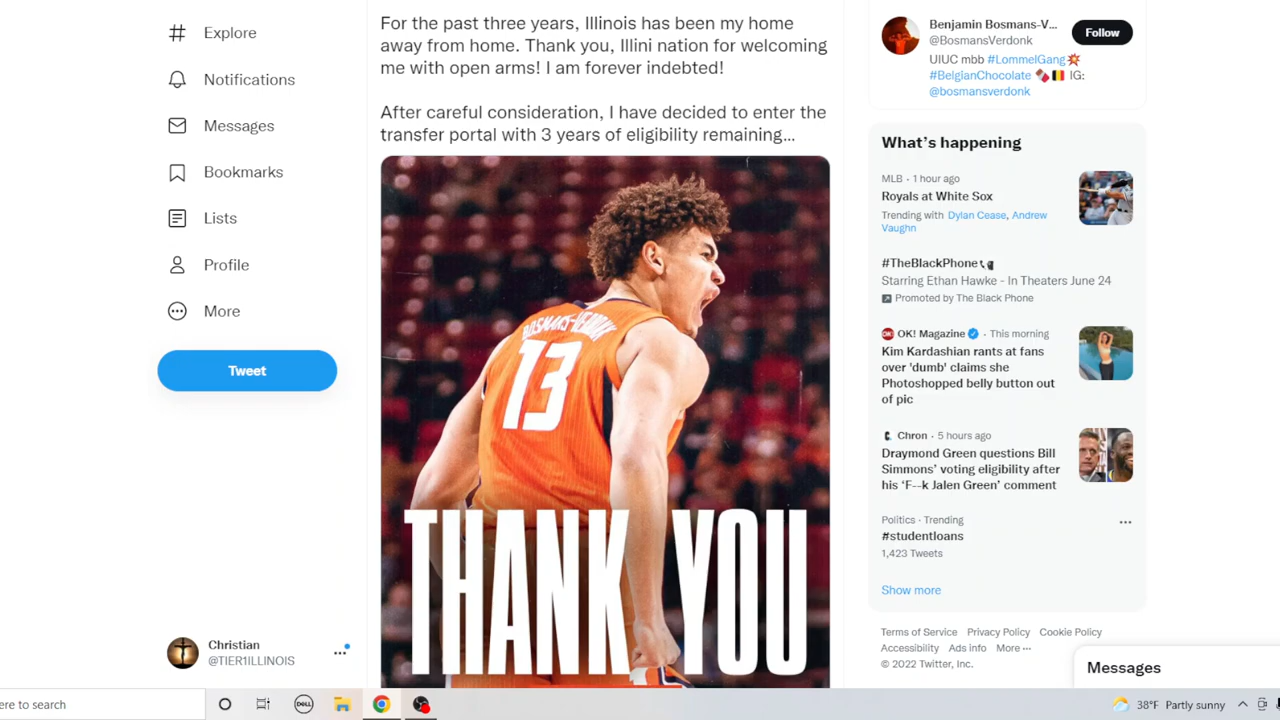 Explore
Notifications
Messages
Bookmarks
Lists
Profile
More
Tweet
Christian
@TIER1ILLINOIS
For the past three years, Illinois has been my home
away from home. Thank you, Illini nation for welcoming
me with open arms! I am forever indebted!
After careful consideration, I have decided to enter the
transfer portal with 3 years of eligibility remaining...
BOSMANS-VERDONK
13
THANK YOU
Benjamin Bosmans-V...
@BosmansVerdonk
Follow
UIUC mbb #LommelGang💥
#BelgianChocolate 🍫🇧🇪 IG:
@bosmansverdonk
What's happening
MLB · 1 hour ago
Royals at White Sox
Trending with Dylan Cease, Andrew
Vaughn
#TheBlackPhone
Starring Ethan Hawke - In Theaters June 24
Promoted by The Black Phone
OK!
OK! Magazine · This morning
Kim Kardashian rants at fans
over 'dumb' claims she
Photoshopped belly button out
of pic
Chron · 5 hours ago
Draymond Green questions Bill
Simmons' voting eligibility after
his 'F--k Jalen Green' comment
Politics · Trending
#studentloans
1,423 Tweets
Show more
Terms of Service Privacy Policy Cookie Policy
Accessibility Ads info More ···
© 2022 Twitter, Inc.
Messages
ere to search
DELL
38°F Partly sunny